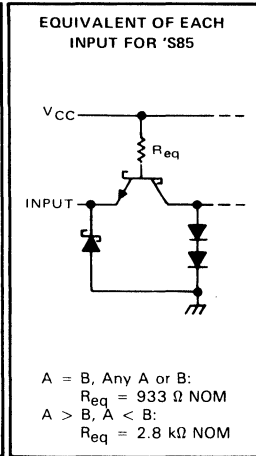 EQUIVALENT OF EACH
INPUT FOR 'S85
VCC
Req
INPUT
A = B, Any A or B:
Req = 933 Ω NOM
A > B, A < B:
Req = 2.8 kΩ NOM